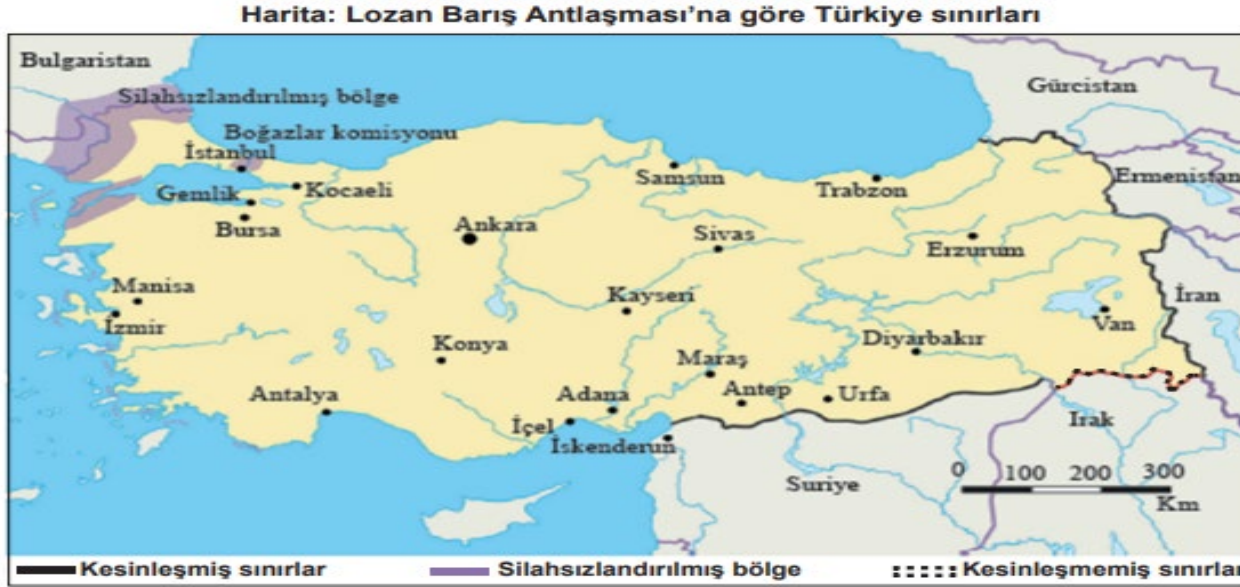 Harita: Lozan Barış Antlaşması’na göre Türkiye sınırları
Bulgaristan
Gürcistan
Silahsızlandırılmış bölge
Boğazlar komisyonu
İstanbul
Samsun
Trabzon
Ermenistan
Gemlik
Kocaeli
Bursa
Ankara
Sivas
Erzurum
Manisa
Kayseri
İran
İzmir
Van
Konya
Diyarbakır
Maraş
Antalya
Adana
Antep
Urfa
İçel
İskenderun
Irak
Suriye
0 100 200 300
Km
Kesinleşmiş sınırlar Silahsızlandırılmış bölge Kesinleşmemiş sınırlar